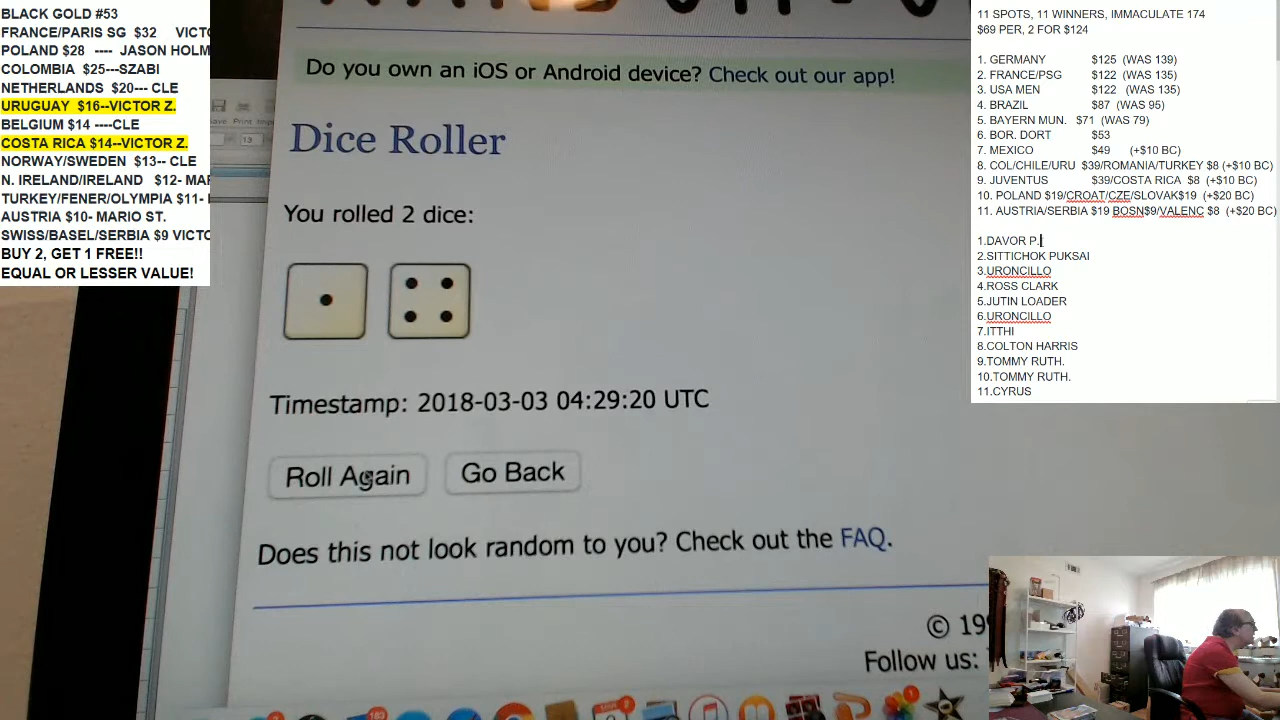 BLACK GOLD #53
FRANCE/PARIS SG $32 VICTO
POLAND $28 ---- JASON HOLM
COLOMBIA $25---SZABI
NETHERLANDS $20--- CLE
URUGUAY $16--VICTOR Z.
BELGIUM $14 ----CLE
COSTA RICA $14--VICTOR Z.
NORWAY/SWEDEN $13-- CLE
N. IRELAND/IRELAND $12- MAR
TURKEY/FENER/OLYMPIA $11-
AUSTRIA $10- MARIO ST.
SWISS/BASEL/SERBIA $9 VICTO
BUY 2, GET 1 FREE!!
EQUAL OR LESSER VALUE!
Do you own an iOS or Android device? Check out our app!
Print
13
Dice Roller
You rolled 2 dice:
Timestamp: 2018-03-03 04:29:20 UTC
Roll Again
Go Back
Does this not look random to you? Check out the FAQ.
© 19
Follow us:
183
2
1
11 SPOTS, 11 WINNERS, IMMACULATE 174
$69 PER, 2 FOR $124
1. GERMANY $125 (WAS 139)
2. FRANCE/PSG $122 (WAS 135)
3. USA MEN $122 (WAS 135)
4. BRAZIL $87 (WAS 95)
5. BAYERN MUN. $71 (WAS 79)
6. BOR. DORT $53
7. MEXICO $49 (+$10 BC)
8. COL/CHILE/URU $39/ROMANIA/TURKEY $8 (+$10 BC)
9. JUVENTUS $39/COSTA RICA $8 (+$10 BC)
10. POLAND $19/CROAT/CZE/SLOVAK$19 (+$20 BC)
11. AUSTRIA/SERBIA $19 BOSN$9/VALENC $8 (+$20 BC)
1.DAVOR P.
2.SITTICHOK PUKSAI
3.URONCILLO
4.ROSS CLARK
5.JUTIN LOADER
6.URONCILLO
7.ITTHI
8.COLTON HARRIS
9.TOMMY RUTH.
10.TOMMY RUTH.
11.CYRUS